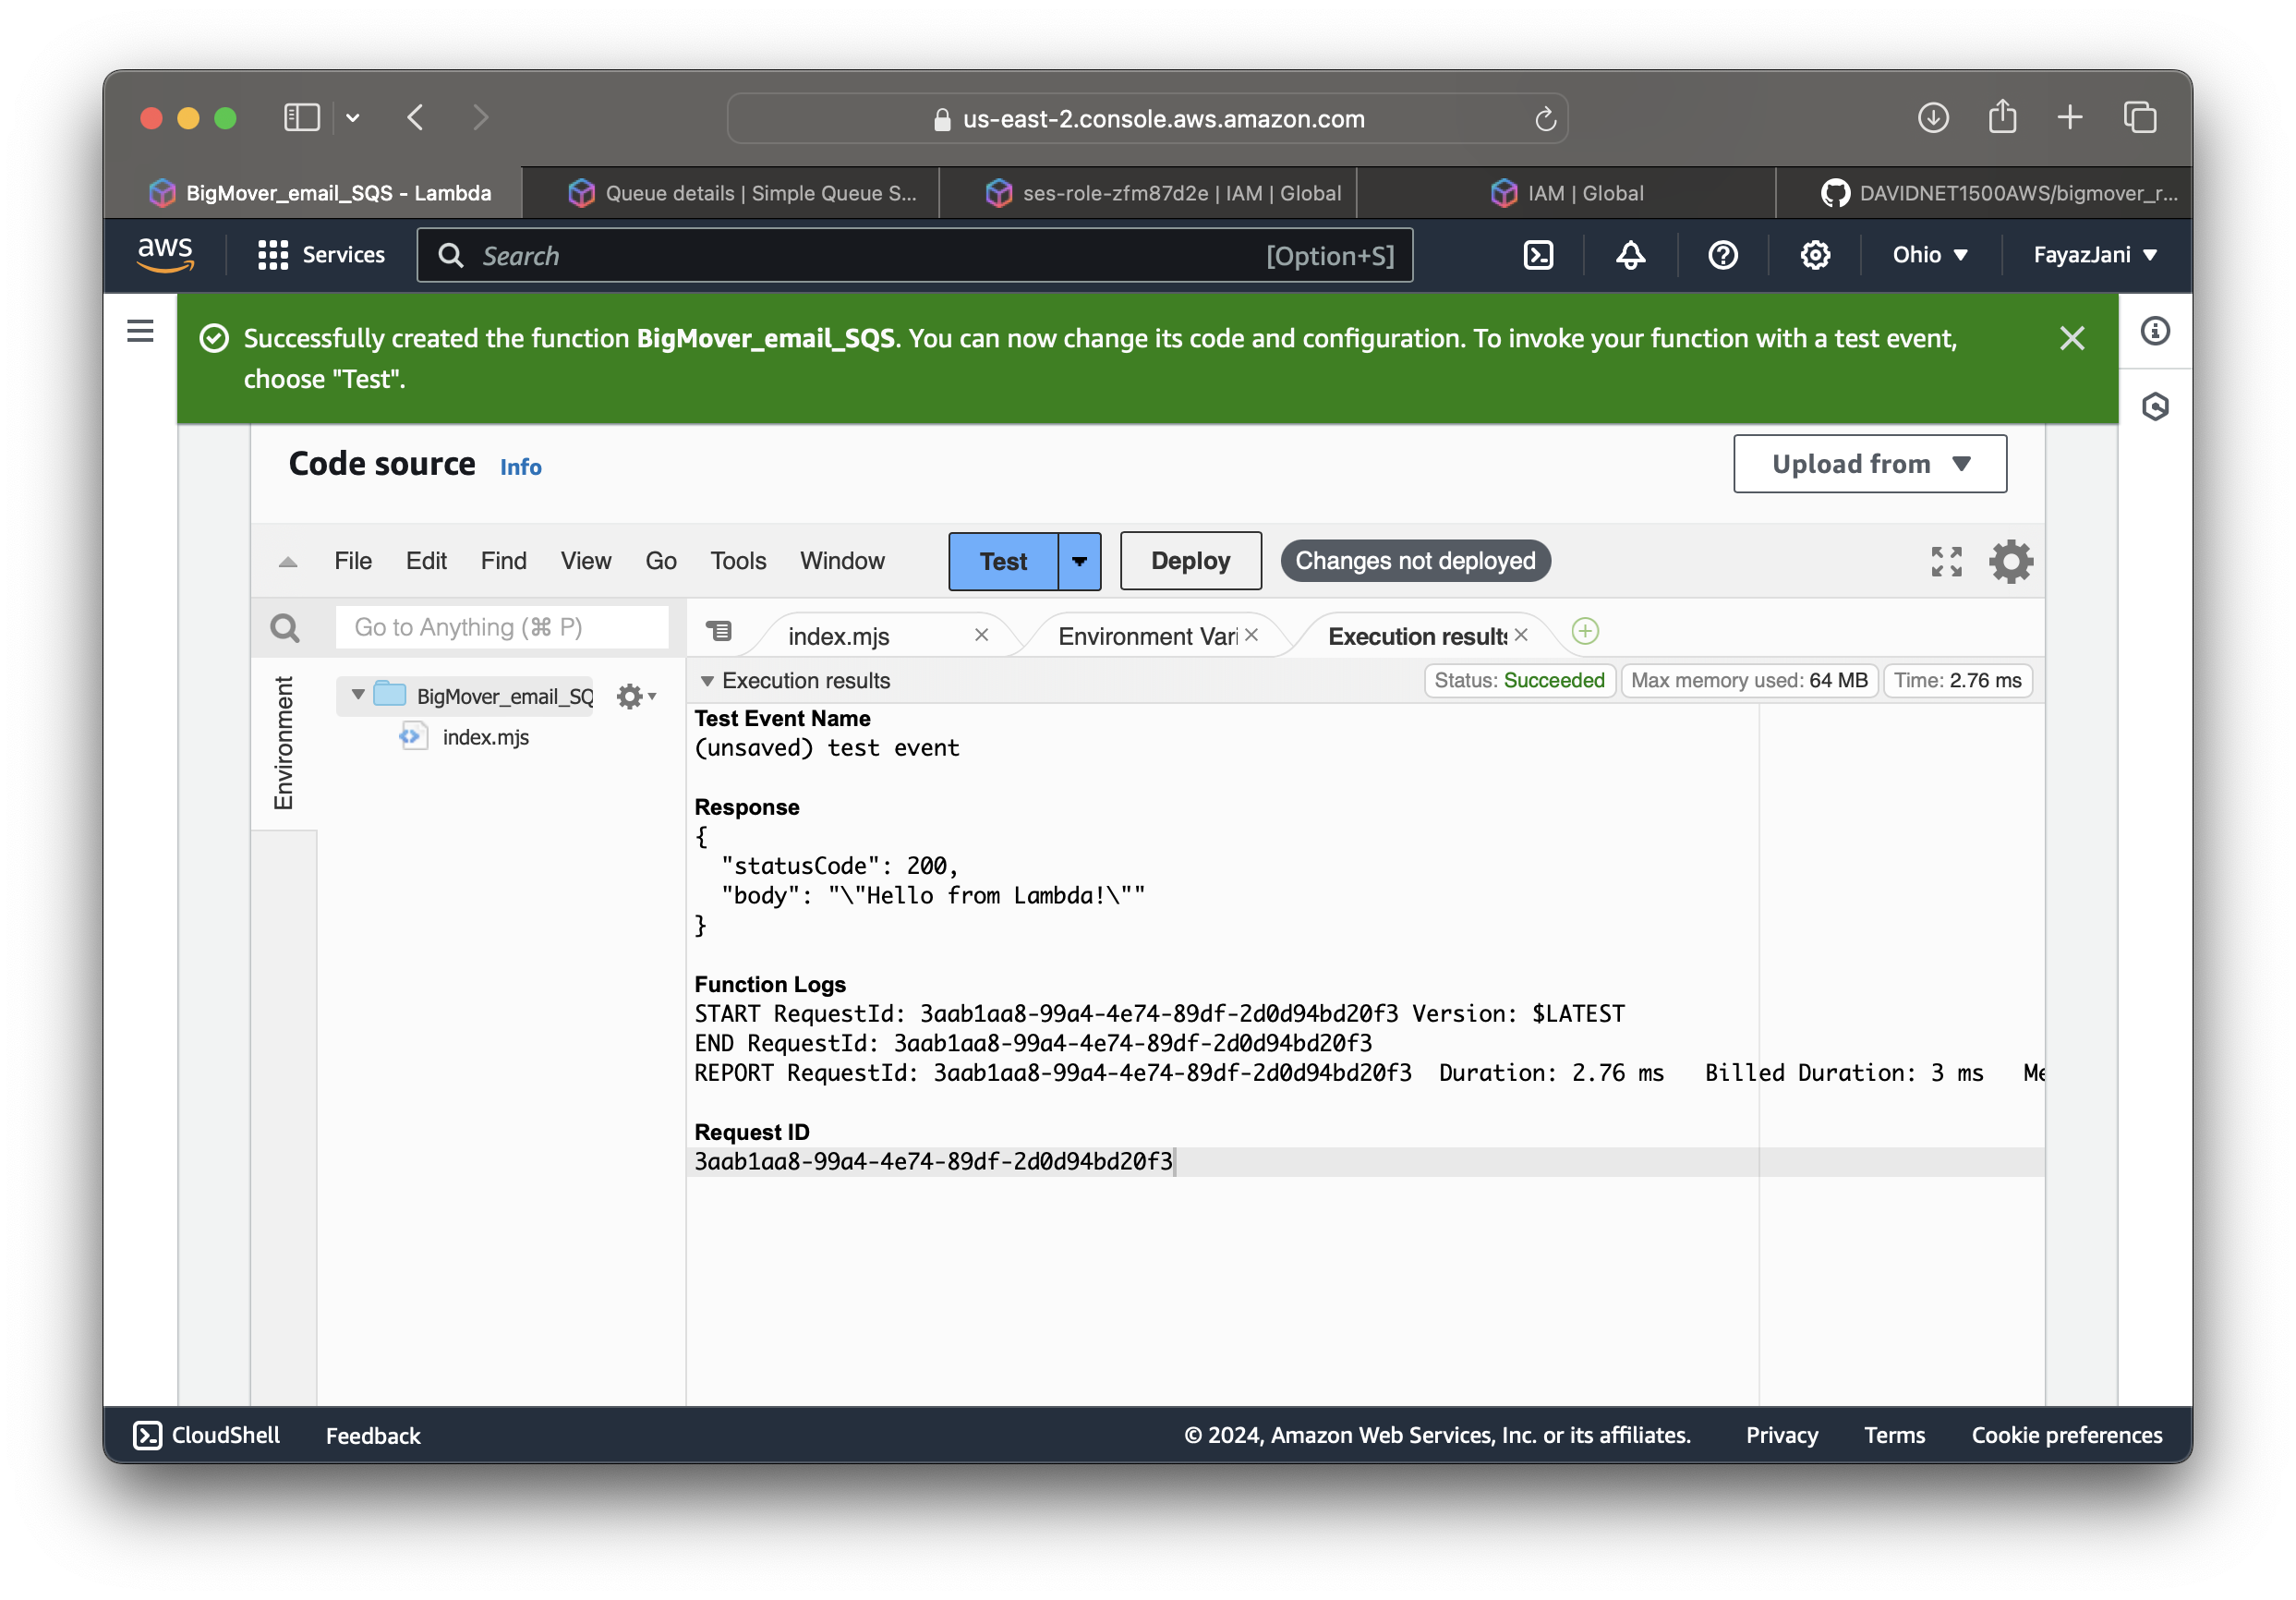 us-east-2.console.aws.amazon.com
BigMover_email_SQS - Lambda
Queue details | Simple Queue S...
ses-role-zfm87d2e | IAM | Global
IAM | Global
DAVIDNET1500AWS/bigmover_r...
aws
Services
Search
[Option+S]
Ohio
FayazJani
Successfully created the function BigMover_email_SQS. You can now change its code and configuration. To invoke your function with a test event,
choose "Test".
Code source Info
Upload from
File Edit Find View Go Tools Window
Test
Deploy
Changes not deployed
Go to Anything (⌘ P)
index.mjs
Environment Vari
Execution results
Environment
BigMover_email_SQ
index.mjs
Execution results
Status: Succeeded
Max memory used: 64 MB
Time: 2.76 ms
Test Event Name
(unsaved) test event
Response
{
"statusCode": 200,
"body": "\"Hello from Lambda!\""
}
Function Logs
START RequestId: 3aab1aa8-99a4-4e74-89df-2d0d94bd20f3 Version: $LATEST
END RequestId: 3aab1aa8-99a4-4e74-89df-2d0d94bd20f3
REPORT RequestId: 3aab1aa8-99a4-4e74-89df-2d0d94bd20f3 Duration: 2.76 ms Billed Duration: 3 ms Me
Request ID
3aab1aa8-99a4-4e74-89df-2d0d94bd20f3
CloudShell
Feedback
© 2024, Amazon Web Services, Inc. or its affiliates.
Privacy
Terms
Cookie preferences